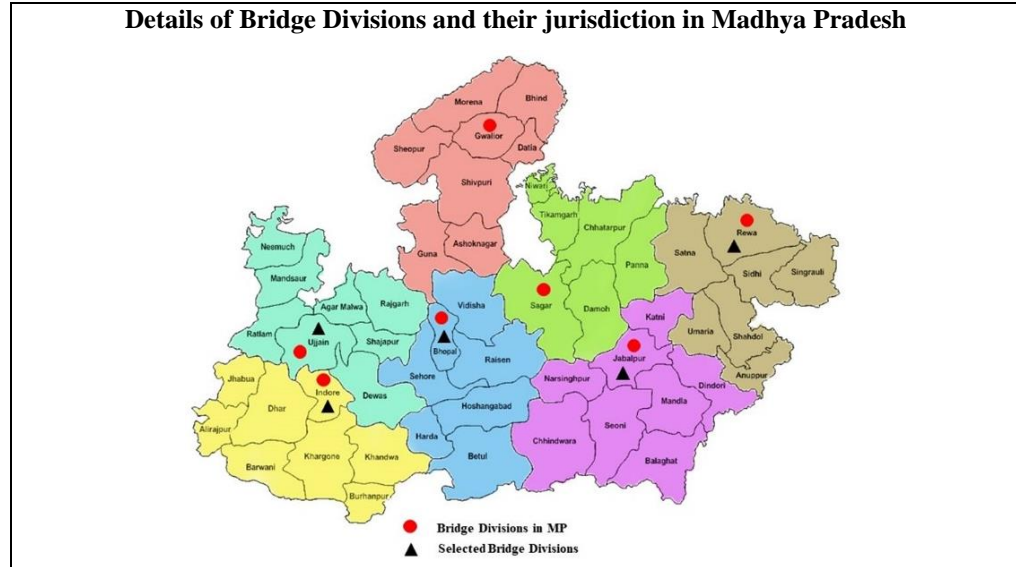 Details of Bridge Divisions and their jurisdiction in Madhya Pradesh
Morena
Bhind
Gwalior
Sheopur
Datia
Shivpuri
Niwari
Tikamgarh
Chhatarpur
Guna
Ashoknagar
Neemuch
Mandsaur
Panna
Satna
Rewa
Sidhi
Singrauli
Agar Malwa
Rajgarh
Vidisha
Sagar
Damoh
Katni
Umaria
Shahdol
Ratlam
Ujjain
Shajapur
Bhopal
Raisen
Jabalpur
Anuppur
Jhabua
Indore
Dewas
Sehore
Narsinghpur
Dindori
Dhar
Hoshangabad
Mandla
Alirajpur
Harda
Seoni
Chhindwara
Barwani
Khargone
Khandwa
Betul
Balaghat
Burhanpur
Bridge Divisions in MP
Selected Bridge Divisions